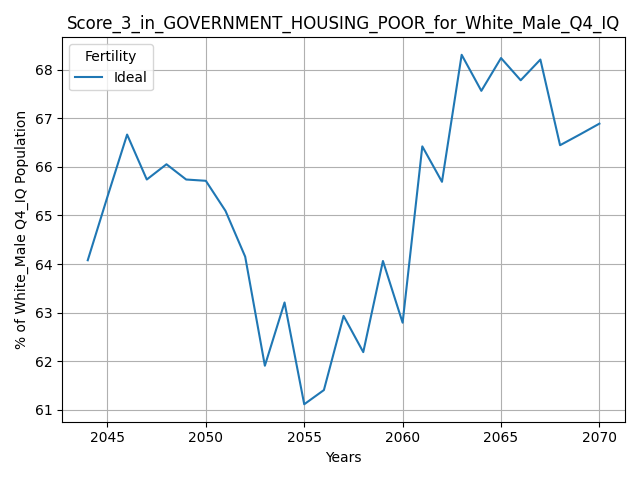 Score_3_in_GOVERNMENT_HOUSING_POOR_for_White_Male_Q4_IQ
Fertility
Ideal
% of White_Male Q4_IQ Population
68
67
66
65
64
63
62
61
2045 2050 2055 2060 2065 2070
Years